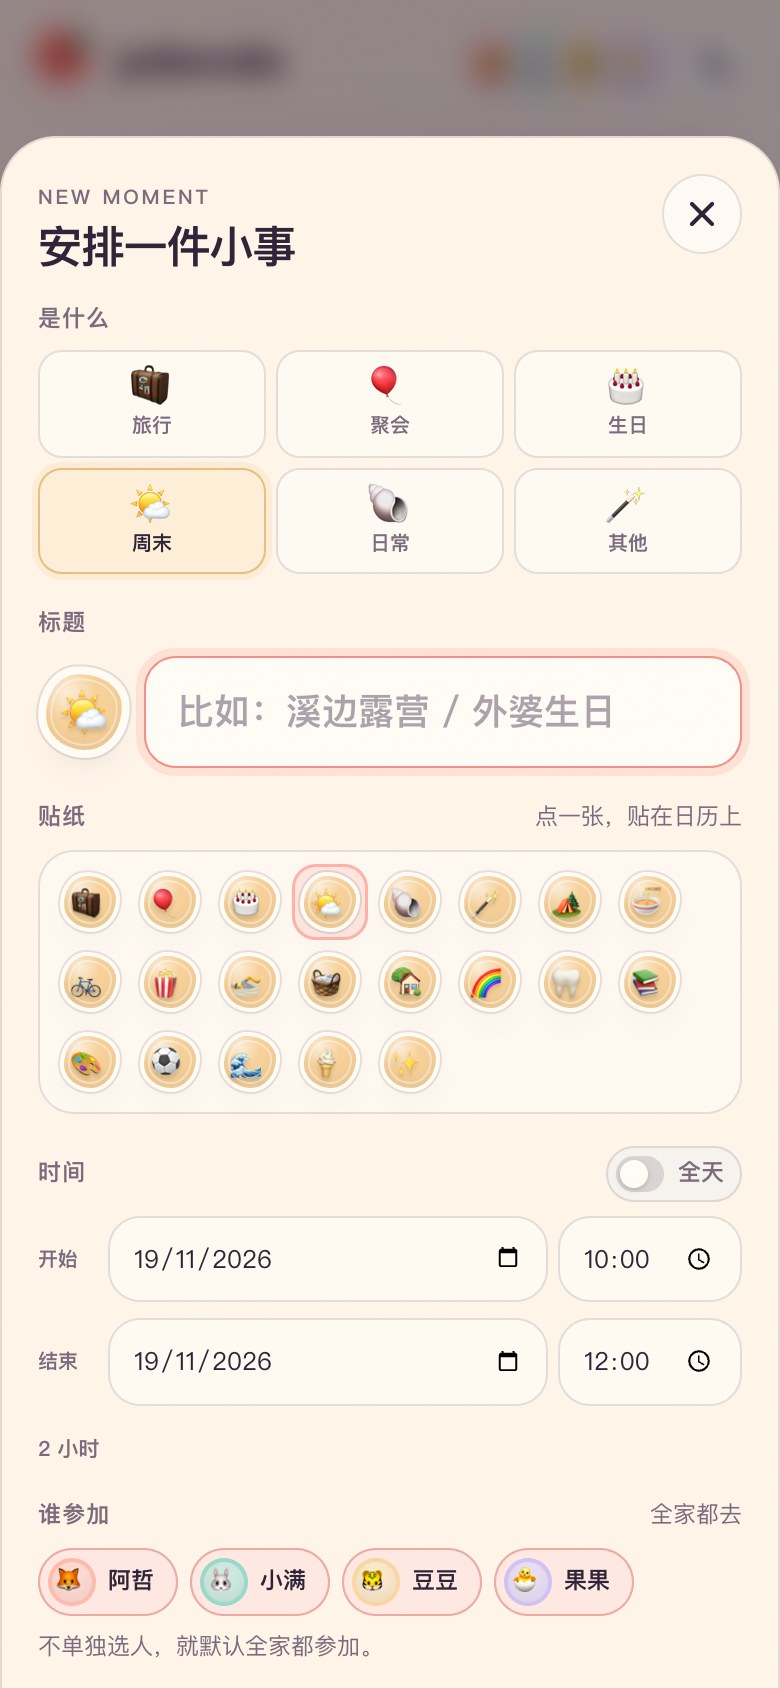 NEW MOMENT
安排一件小事
是什么
旅行
聚会
生日
周末
日常
其他
标题
比如：溪边露营 / 外婆生日
贴纸
点一张，贴在日历上
时间
全天
开始
19/11/2026
10:00
结束
19/11/2026
12:00
2 小时
谁参加
全家都去
阿哲
小满
豆豆
果果
不单独选人，就默认全家都参加。